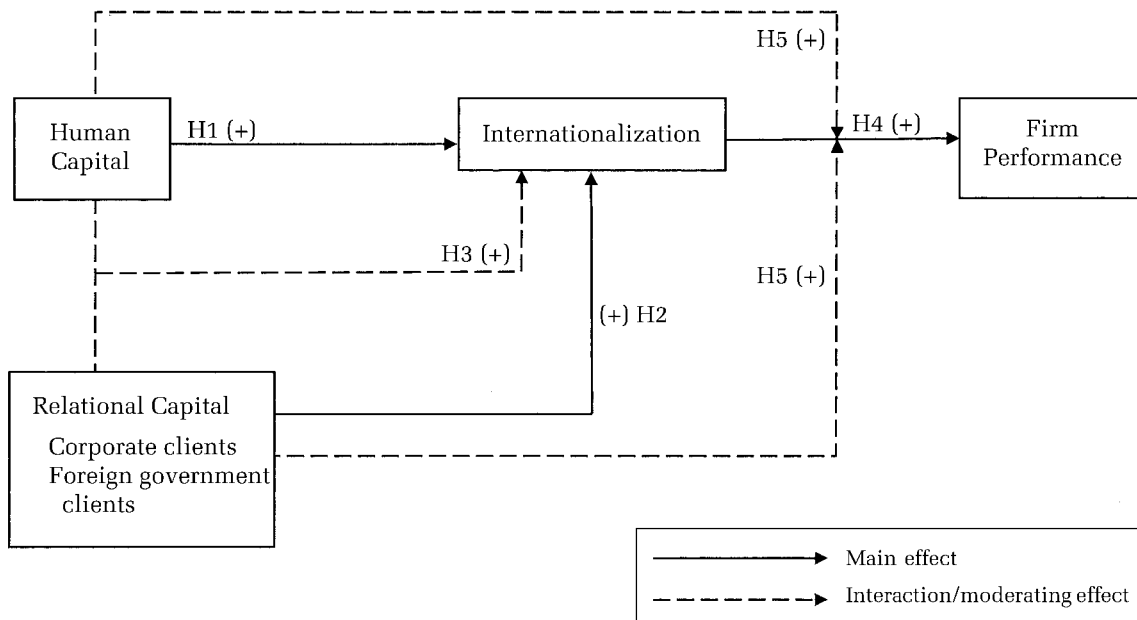 H5 (+)
Human
Capital
H1 (+)
Internationalization
H4 (+)
Firm
Performance
H3 (+)
H5 (+)
(+) H2
Relational Capital
Corporate clients
Foreign government
clients
Main effect
Interaction/moderating effect